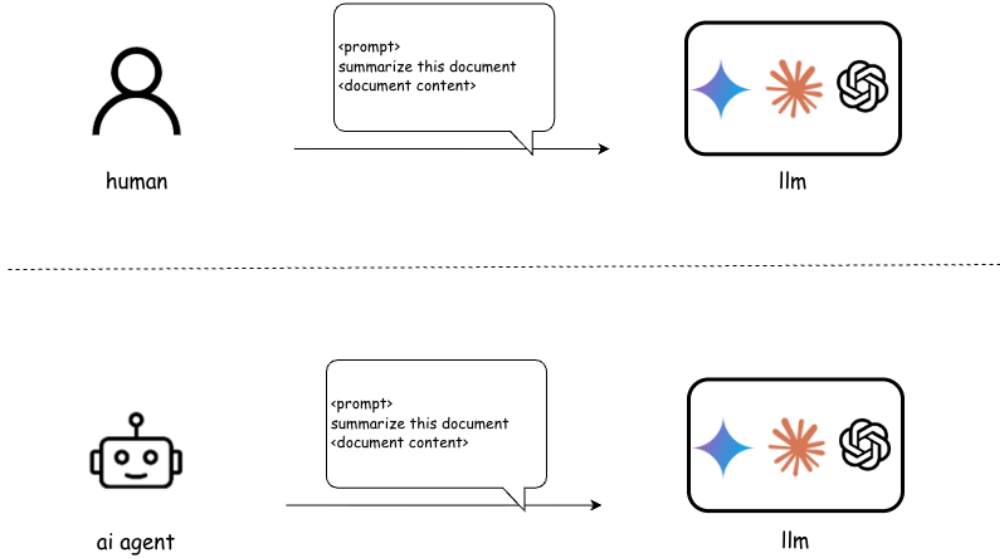 <prompt>
summarize this document
<document content>
human
llm
<prompt>
summarize this document
<document content>
ai agent
llm